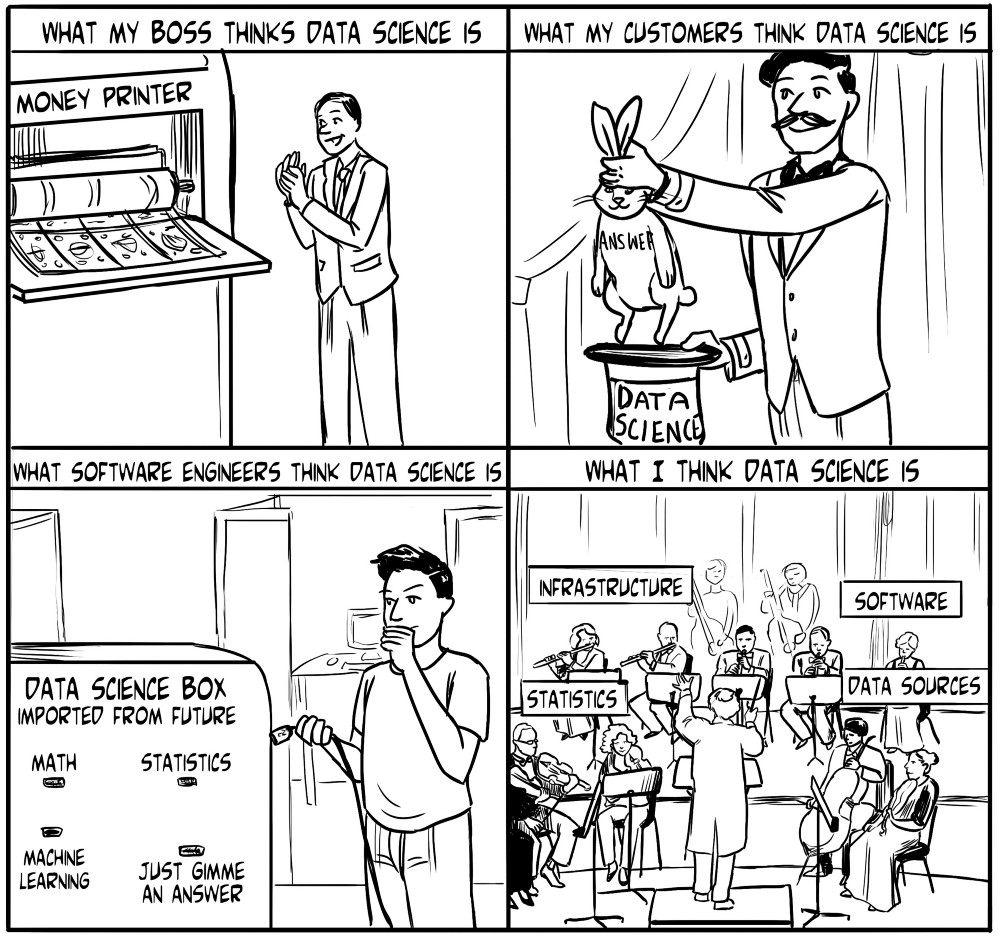 WHAT MY BOSS THINKS DATA SCIENCE IS
MONEY PRINTER
WHAT MY CUSTOMERS THINK DATA SCIENCE IS
ANSWER
DATA
SCIENCE
WHAT SOFTWARE ENGINEERS THINK DATA SCIENCE IS
DATA SCIENCE BOX
IMPORTED FROM FUTURE
MATH
STATISTICS
MACHINE
LEARNING
JUST GIMME
AN ANSWER
WHAT I THINK DATA SCIENCE IS
INFRASTRUCTURE
SOFTWARE
STATISTICS
DATA SOURCES